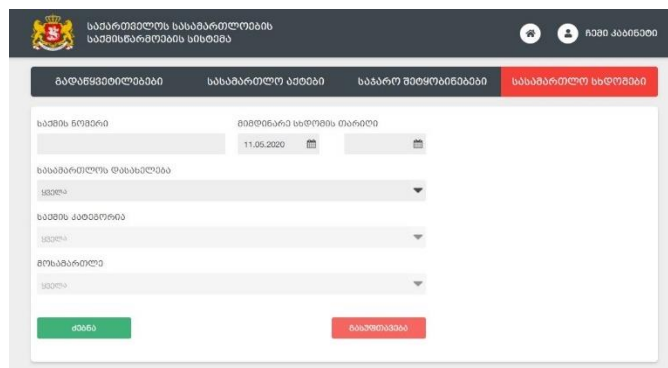 საქართველოს სასამართლოების
საქმისწარმოების სისტემა
ჩემი კაბინეტი
გადაწყვეტილებები
სასამართლო აქტები
საჯარო შეტყობინებები
სასამართლო სხდომები
საქმის ნომერი
მიმდინარე სხდომის თარიღი
11.05.2020
სასამართლოს დასახელება
ყველა
საქმის კატეგორია
ყველა
მოსამართლე
ყველა
ძებნა
გასუფთავება